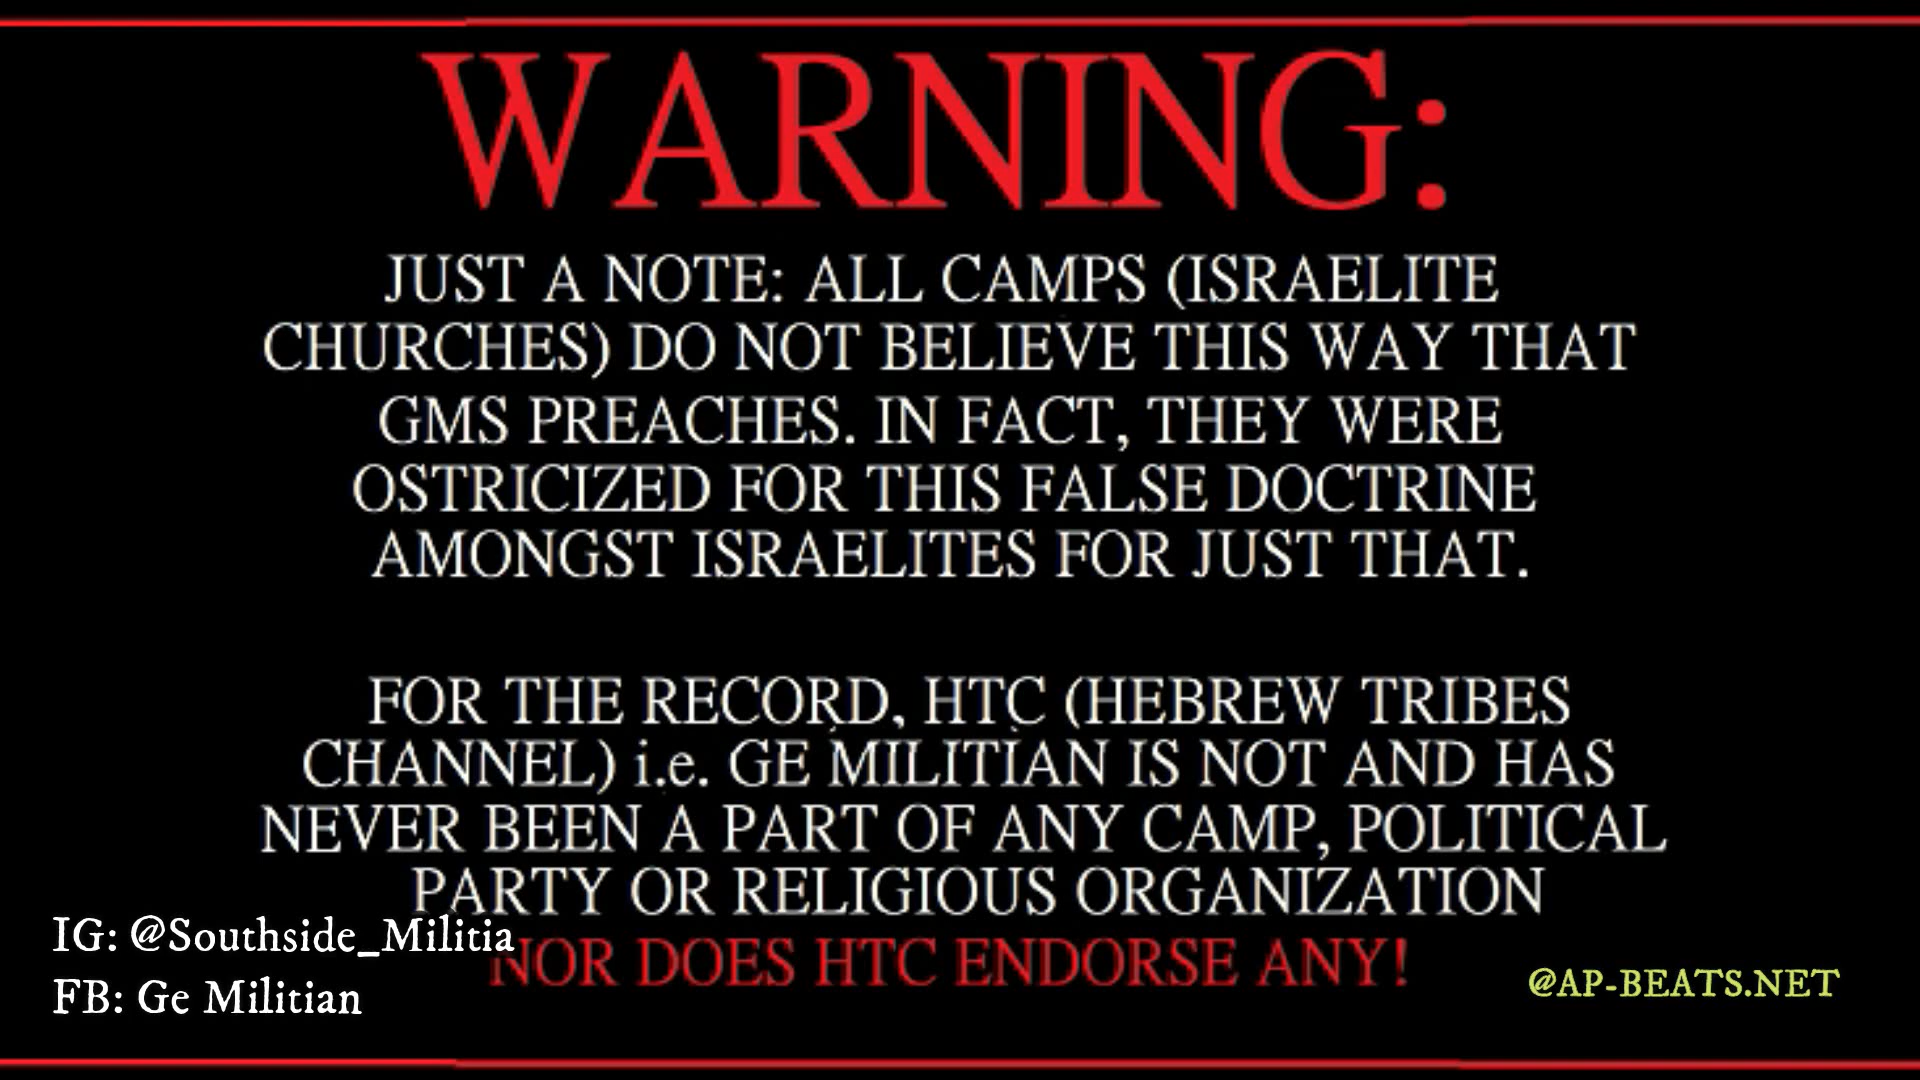 WARNING:
JUST A NOTE: ALL CAMPS (ISRAELITE
CHURCHES) DO NOT BELIEVE THIS WAY THAT
GMS PREACHES. IN FACT, THEY WERE
OSTRICIZED FOR THIS FALSE DOCTRINE
AMONGST ISRAELITES FOR JUST THAT.
FOR THE RECORD, HTC (HEBREW TRIBES
CHANNEL) i.e. GE MILITIAN IS NOT AND HAS
NEVER BEEN A PART OF ANY CAMP, POLITICAL
PARTY OR RELIGIOUS ORGANIZATION
NOR DOES HTC ENDORSE ANY!
IG: @Southside_Militia
FB: Ge Militian
@AP-BEATS.NET